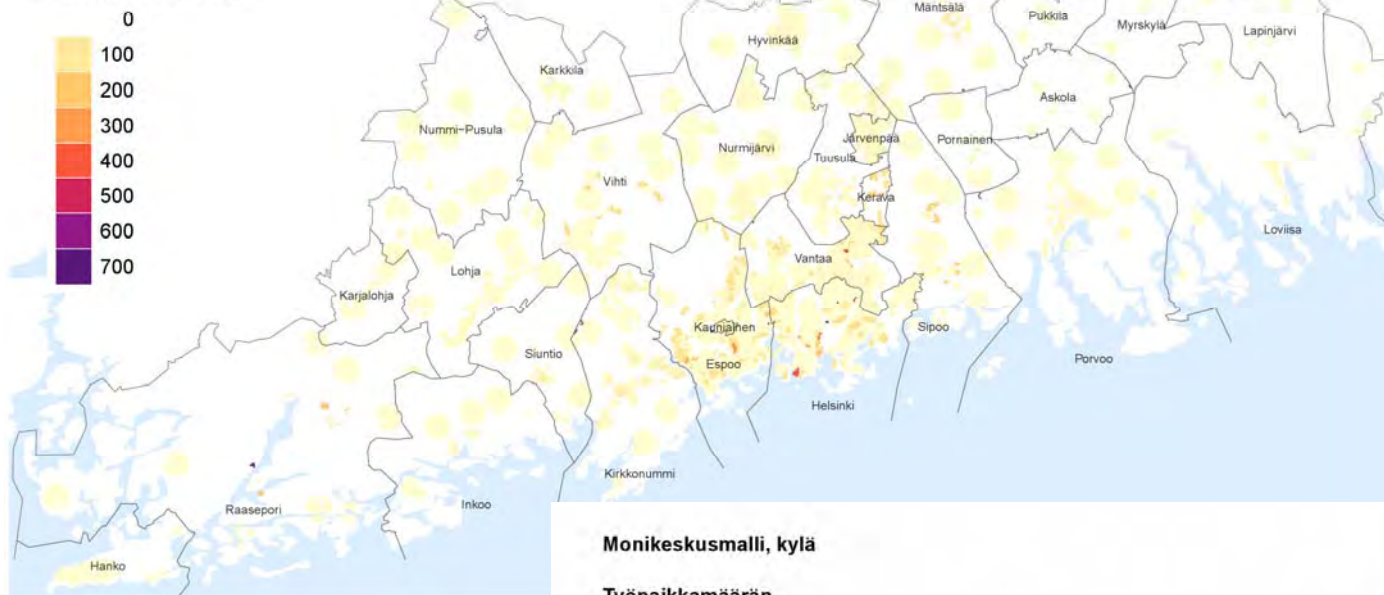 0
100
200
300
400
500
600
700
Mäntsälä
Pukkila
Myrskylä
Lapinjärvi
Hyvinkää
Karkkila
Askola
Nummi-Pusula
Nurmijärvi
Järvenpää
Tuusula
Pornainen
Vihti
Kerava
Loviisa
Vantaa
Lohja
Karjalohja
Kauniainen
Sipoo
Siuntio
Espoo
Porvoo
Helsinki
Kirkkonummi
Inkoo
Raasepori
Hanko
Monikeskusmalli, kylä
Työpaikkamäärän